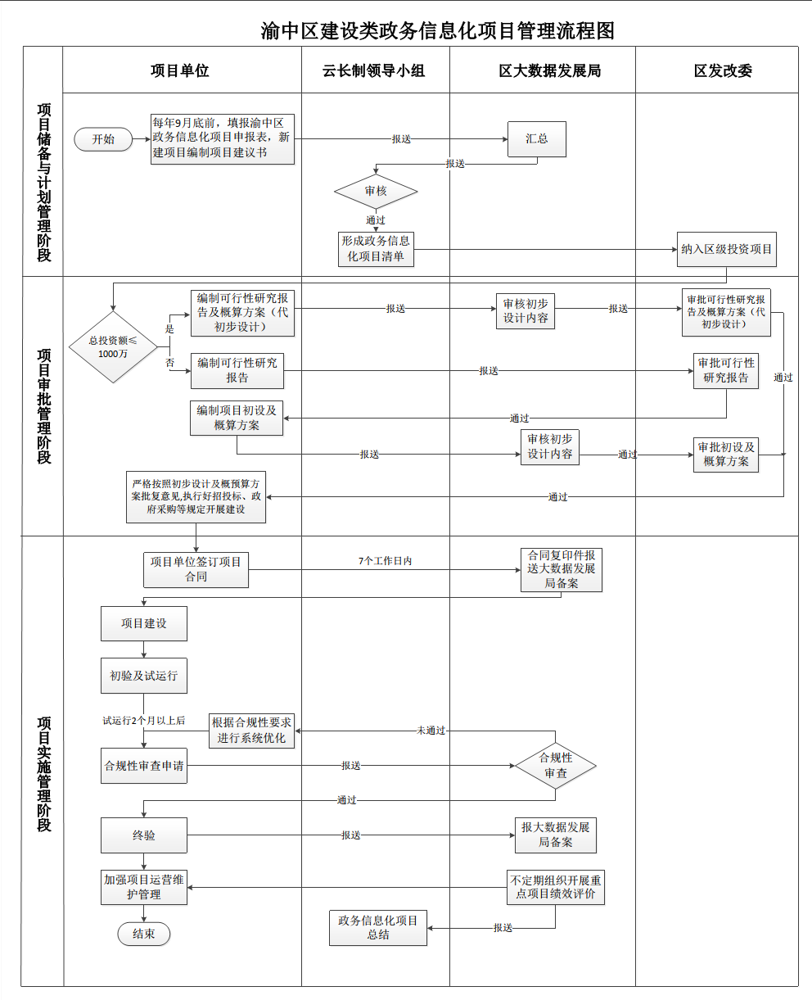 渝中区建设类政务信息化项目管理流程图
项目单位
云长制领导小组
区大数据发展局
区发改委
项目储备与计划管理阶段
开始
每年9月底前，填报渝中区
政务信息化项目申报表，新
建项目编制项目建议书
报送
汇总
报送
审核
通过
形成政务信息
化项目清单
纳入区级投资项目
项目审批管理阶段
总投资额≤
1000万
是
否
编制可行性研究报
告及概算方案（代
初步设计）
报送
审核初步
设计内容
报送
审批可行性研究报
告及概算方案（代
初步设计）
编制可行性研究
报告
报送
审批可行性
研究报告
通过
编制项目初设及
概算方案
通过
报送
审核初步
设计内容
通过
审批初设及
概算方案
严格按照初步设计及概预算方
案批复意见,执行好招投标、政
府采购等规定开展建设
通过
项目实施管理阶段
项目单位签订项目
合同
7个工作日内
合同复印件报
送大数据发展
局备案
项目建设
初验及试运行
试运行2个月以上后
根据合规性要求
进行系统优化
未通过
合规性审查申请
报送
合规性
审查
通过
终验
报送
报大数据发展
局备案
加强项目运营维
护管理
不定期组织开展重
点项目绩效评价
结束
政务信息化项目
总结
报送